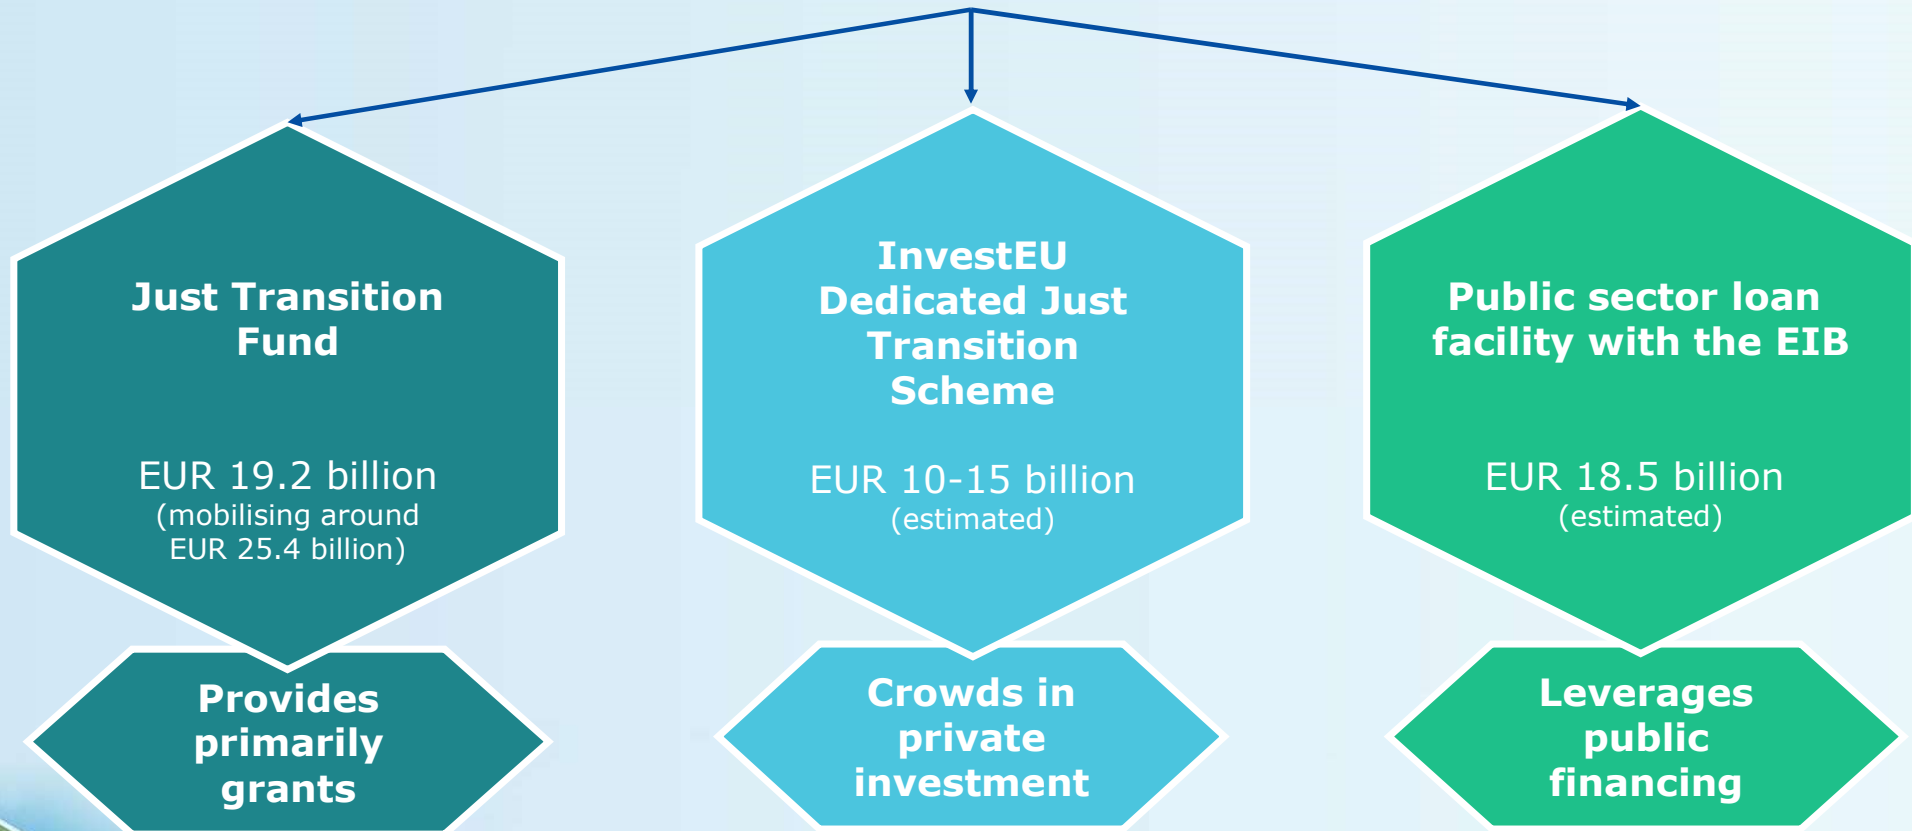 Just Transition
Fund
EUR 19.2 billion
(mobilising around
EUR 25.4 billion)
Provides
primarily
grants
InvestEU
Dedicated Just
Transition
Scheme
EUR 10-15 billion
(estimated)
Crowds in
private
investment
Public sector loan
facility with the EIB
EUR 18.5 billion
(estimated)
Leverages
public
financing